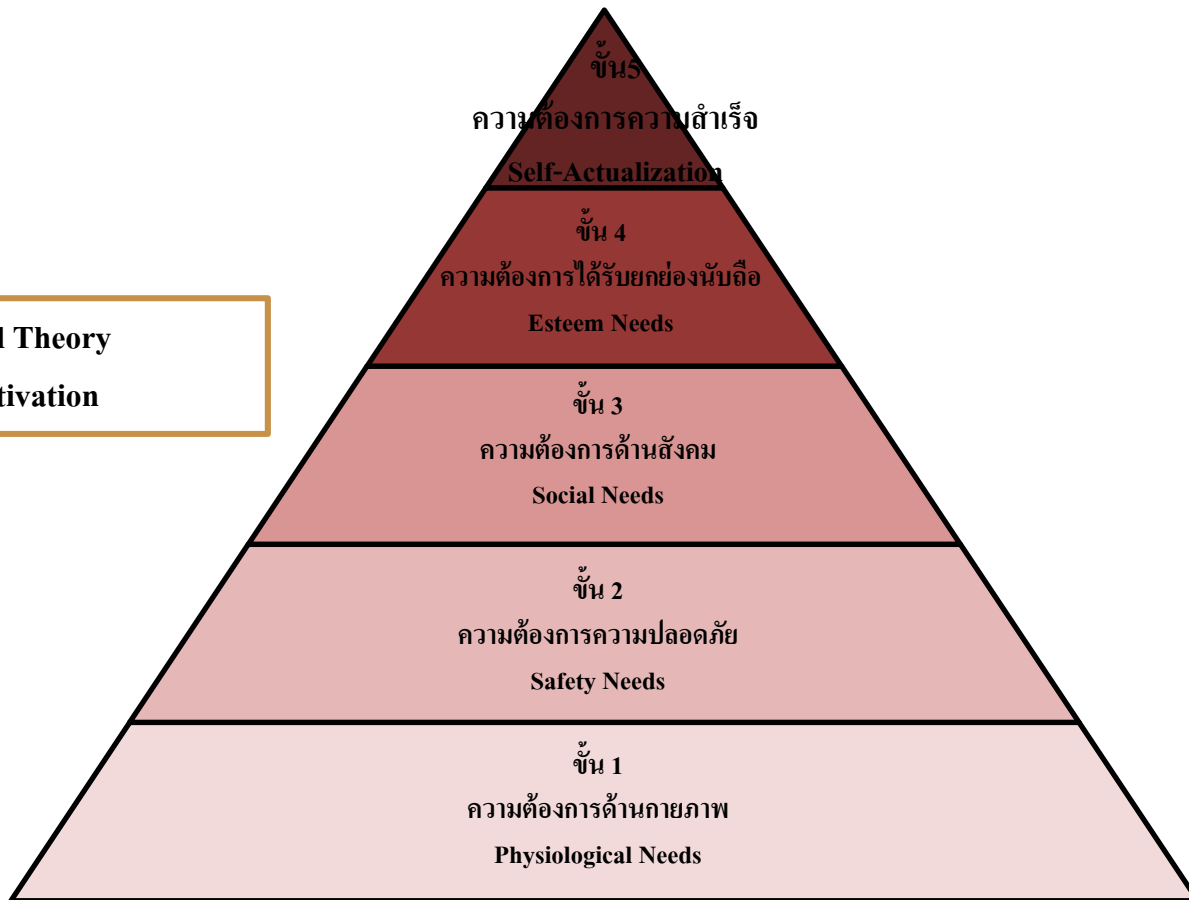 ขั้น5
ความต้องการความสำเร็จ
Self-Actualization
ขั้น 4
ความต้องการได้รับยกย่องนับถือ
Esteem Needs
Theory
ขั้น 3
ความต้องการด้านสังคม
Social Needs
ขั้น 2
ความต้องการความปลอดภัย
Safety Needs
ขั้น 1
ความต้องการด้านกายภาพ
Physiological Needs